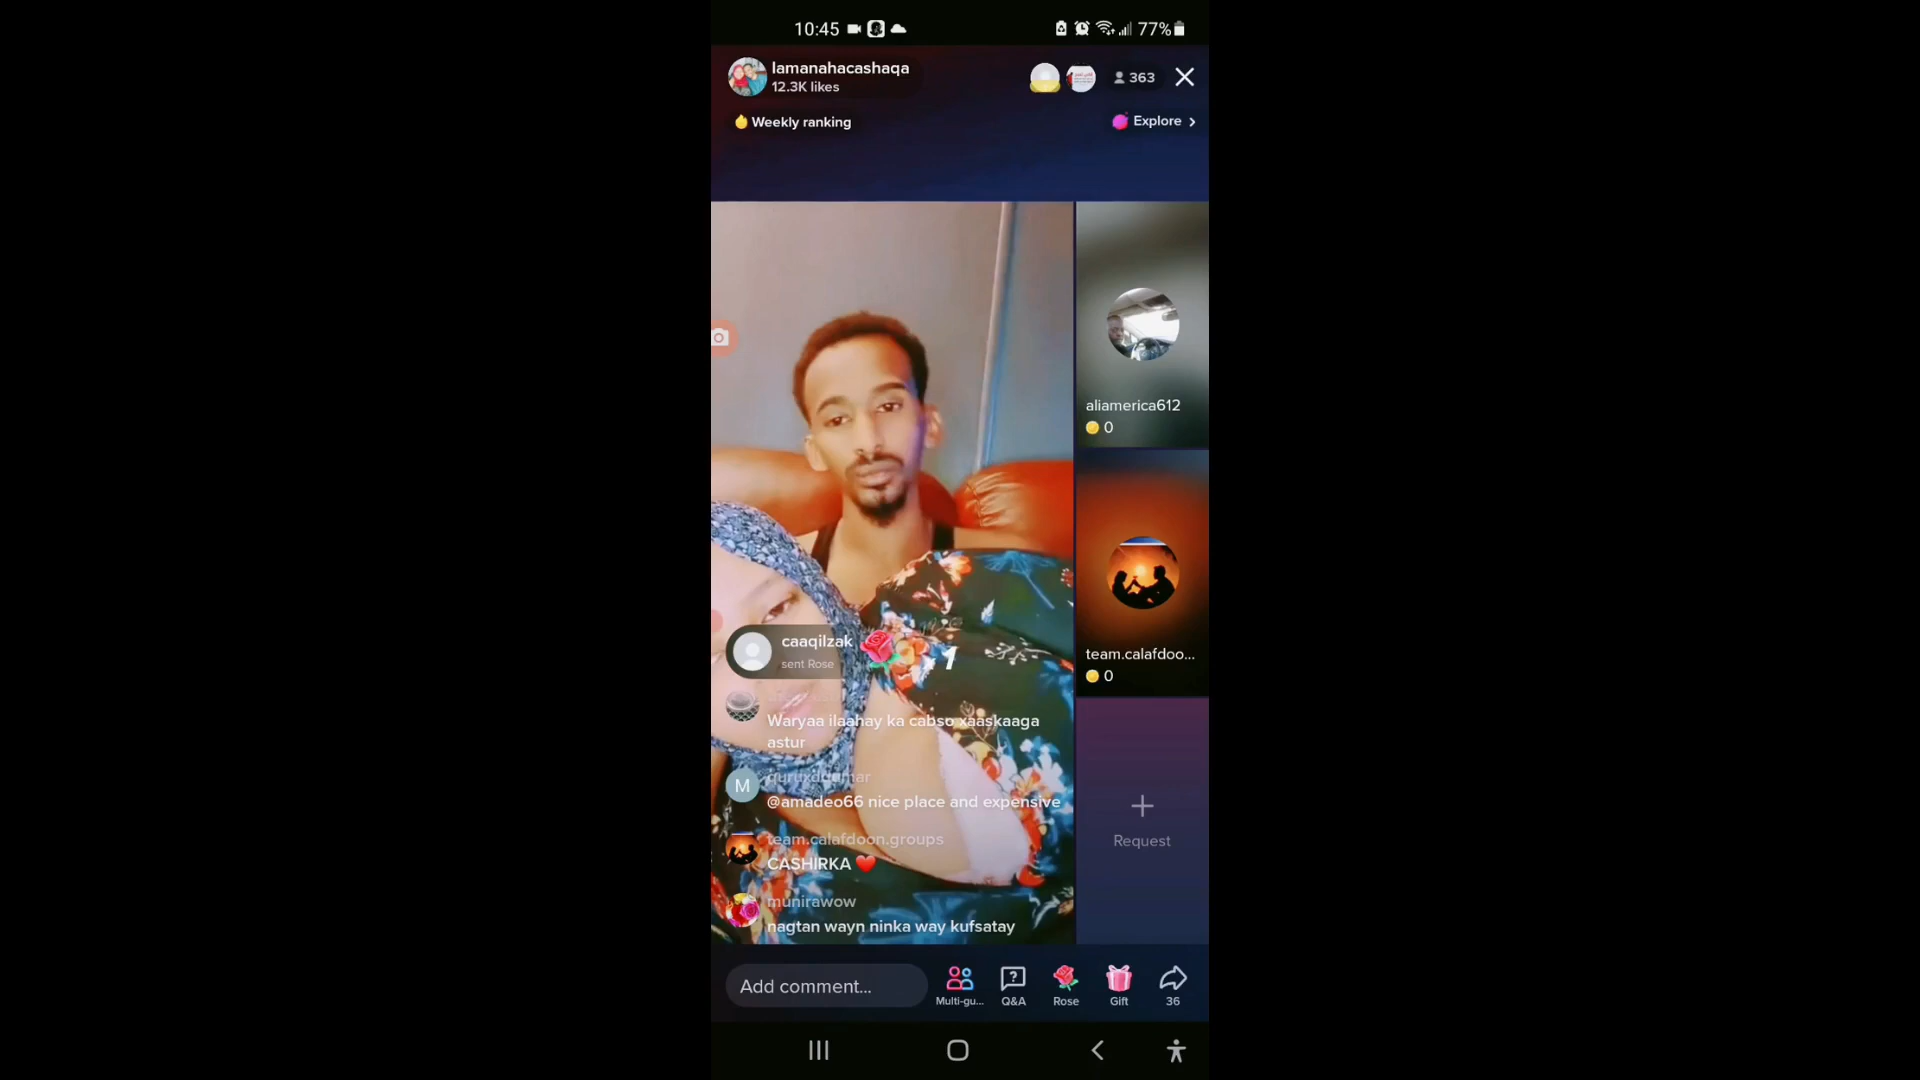 10:45
77%
lamanahacashaqa
12.3K likes
363
Weekly ranking
Explore
aliamerica612
0
team.calafdoo...
0
caaqilzak
sent Rose
x1
Waryaa ilaahay ka cabso xaaskaaga
astur
M
@amadeo66 nice place and expensive
team.calafdoon.groups
CASHIRKA ❤️
munirawow
nagtan wayn ninka way kufsatay
Request
Add comment...
Multi-gu...
Q&A
Rose
Gift
36